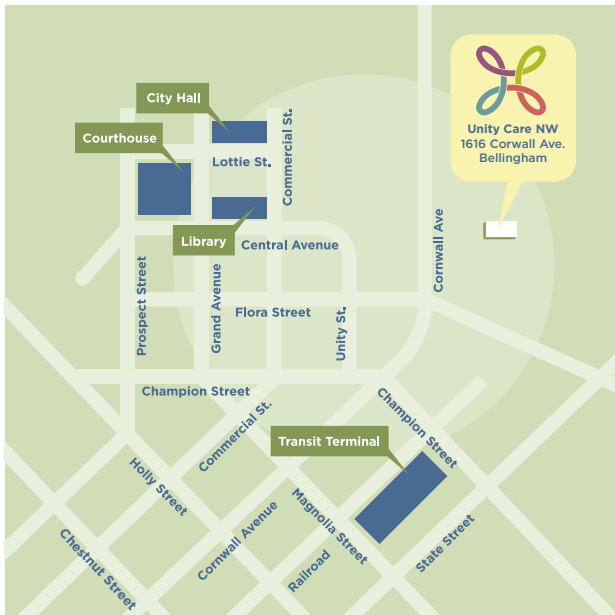 City Hall
Courthouse
Lottie St.
Commercial St.
Library
Central Avenue
Unity Care NW
1616 Corwall Ave.
Bellingham
Cornwall Ave
Prospect Street
Grand Avenue
Flora Street
Unity St.
Champion Street
Commercial St.
Champion Street
Transit Terminal
Holly Street
Cornwall Avenue
Magnolia Street
Railroad
State Street
Chestnut Street